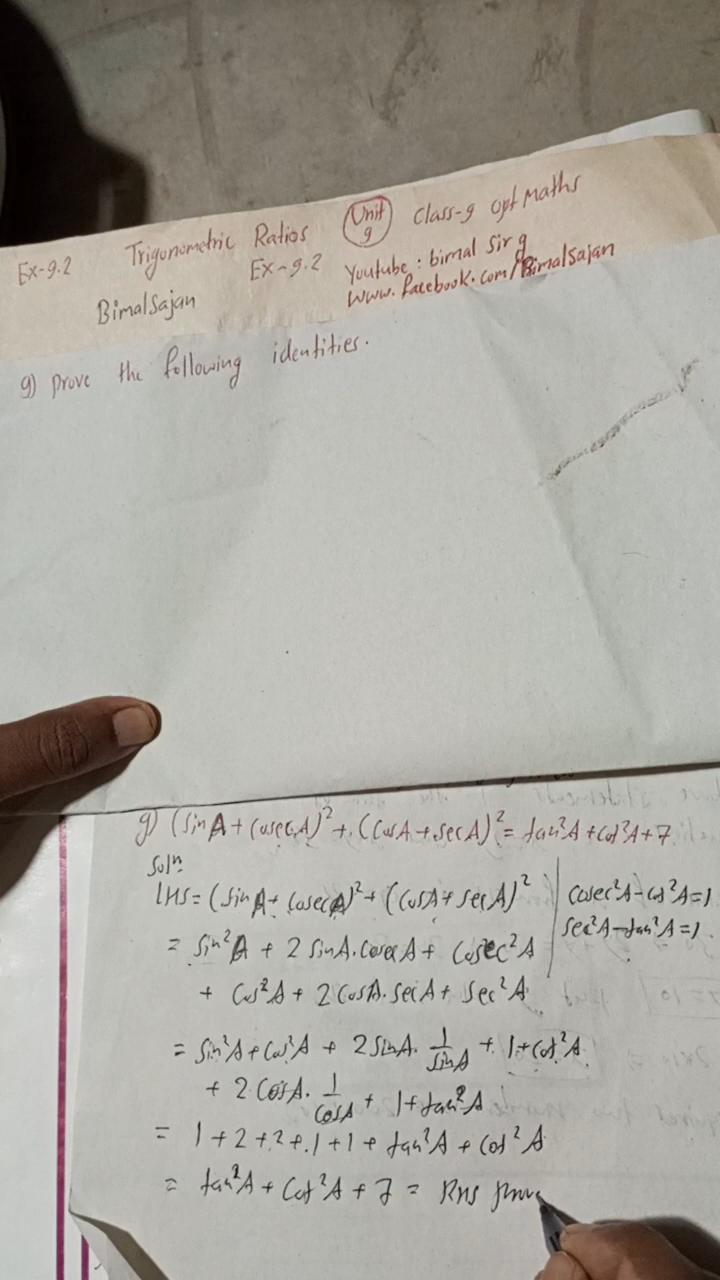 Ex-9.2 Trigonometric Ratios Unit 9 Class-9 opt Maths
BimalSajan Ex-9.2 Youtube : bimal Sir g
www.facebook.com/BimalSajan
g) prove the following identities.
g) (sinA + cosecA)² + (cosA + secA)² = tan²A + cot²A + 7
Solⁿ:
LHS = (sinA + cosecA)² + (cosA + secA)² | cosec²A - cot²A = 1
= sin²A + 2 sinA.cosecA + cosec²A | sec²A - tan²A = 1
+ cos²A + 2 cosA.secA + sec²A
= sin²A + cos²A + 2 sinA. 1/sinA + 1 + cot²A
+ 2 cosA. 1/cosA + 1 + tan²A
= 1 + 2 + 2 + 1 + 1 + tan²A + cot²A
= tan²A + cot²A + 7 = RHS